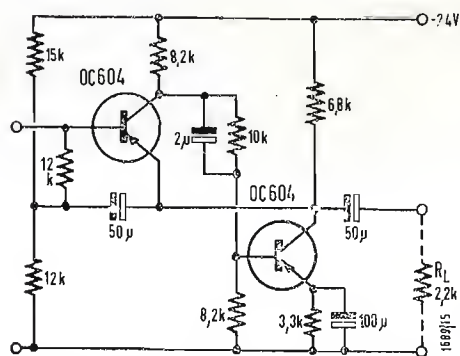 -24V
15k
8,2k
OC604
6,8k
2µ
10k
12
k
OC604
50µ
50µ
12k
8,2k
3,3k
100µ
RL
2,2k
1689/15